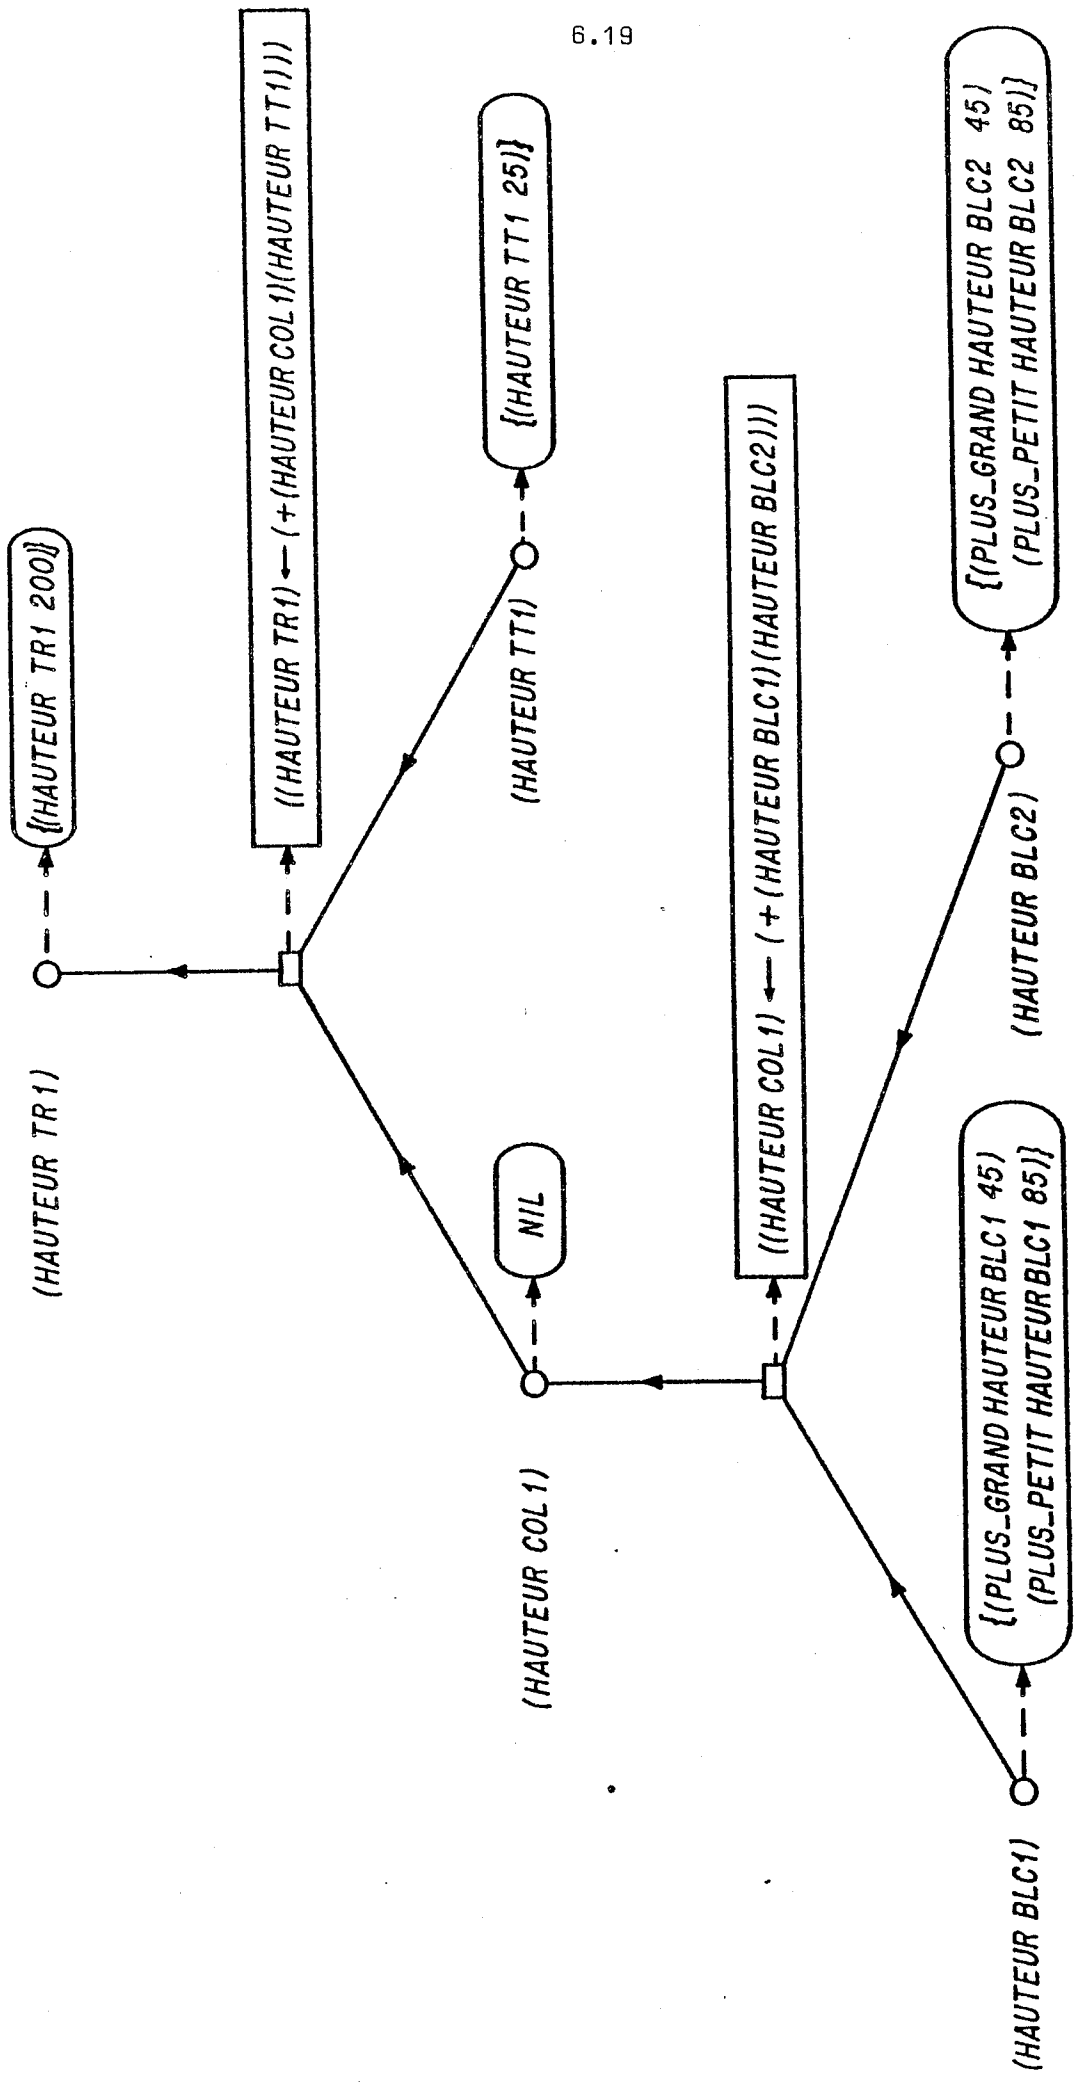 6.19
{(HAUTEUR TR1 200)}
(HAUTEUR TR1)
((HAUTEUR TR1) ← (+(HAUTEUR COL1)(HAUTEUR TT1)))
NIL
{(HAUTEUR TT1 25)}
(HAUTEUR COL1)
(HAUTEUR TT1)
((HAUTEUR COL1) ← (+(HAUTEUR BLC1)(HAUTEUR BLC2)))
{(PLUS_GRAND HAUTEUR BLC1 45)
(PLUS_PETIT HAUTEUR BLC1 85)}
{(PLUS_GRAND HAUTEUR BLC2 45)
(PLUS_PETIT HAUTEUR BLC2 85)}
(HAUTEUR BLC1)
(HAUTEUR BLC2)